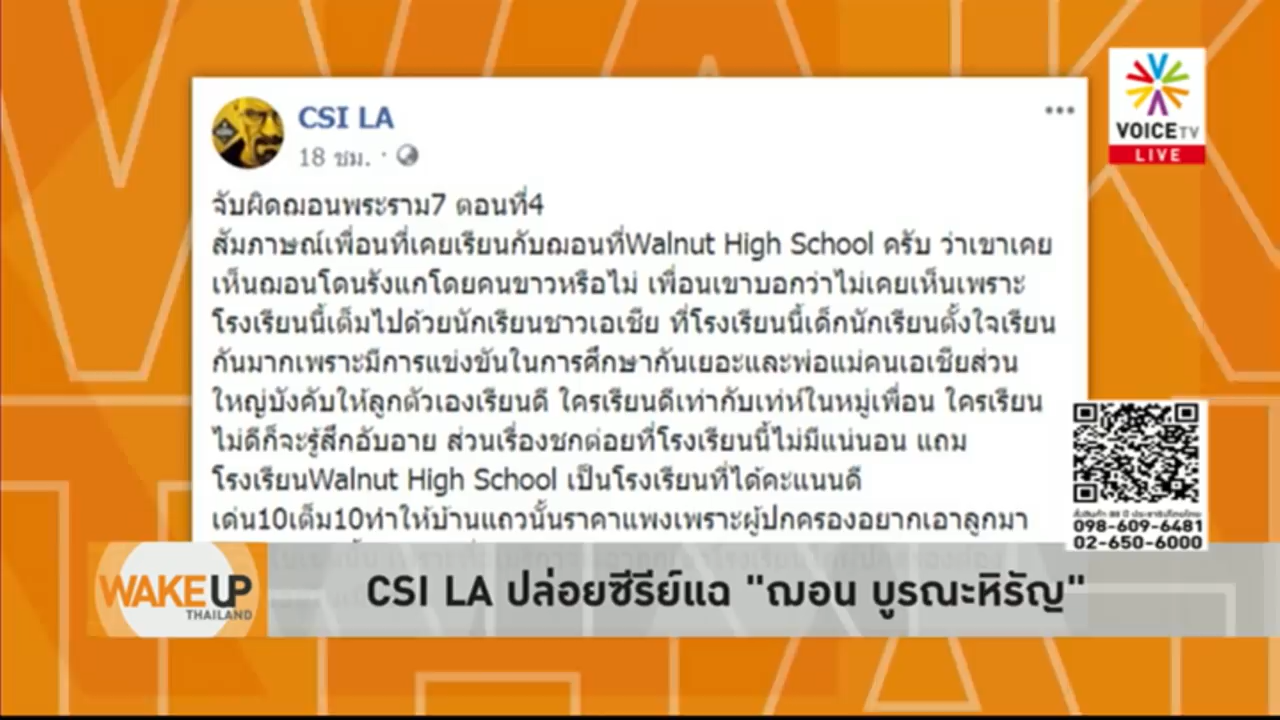 CSI LA
18 ชม.
จับผิดฌอนพระราม7 ตอนที่4
สัมภาษณ์เพื่อนที่เคยเรียนกับฌอนที่Walnut High School ครับ ว่าเขาเคย
เห็นฌอนโดนรังแกโดยคนขาวหรือไม่ เพื่อนเขาบอกว่าไม่เคยเห็นเพราะ
โรงเรียนนี้เต็มไปด้วยนักเรียนชาวเอเชีย ที่โรงเรียนนี้เด็กนักเรียนตั้งใจเรียน
กันมากเพราะมีการแข่งขันในการศึกษากันเยอะและพ่อแม่คนเอเชียส่วน
ใหญ่บังคับให้ลูกตัวเองเรียนดี ใครเรียนดีเท่ากับเท่ห์ในหมู่เพื่อน ใครเรียน
ไม่ดีก็จะรู้สึกอับอาย ส่วนเรื่องชกต่อยที่โรงเรียนนี้ไม่มีแน่นอน แถม
โรงเรียนWalnut High School เป็นโรงเรียนที่ได้คะแนนดี
เด่น10เต็ม10ทำให้บ้านแถวนั้นราคาแพงเพราะผู้ปกครองอยากเอาลูกมา
VOICE TV
LIVE
098-609-6481
02-650-6000
WAKE UP
THAILAND
CSI LA ปล่อยซีรีย์แฉ "ฌอน บูรณะหิรัญ"